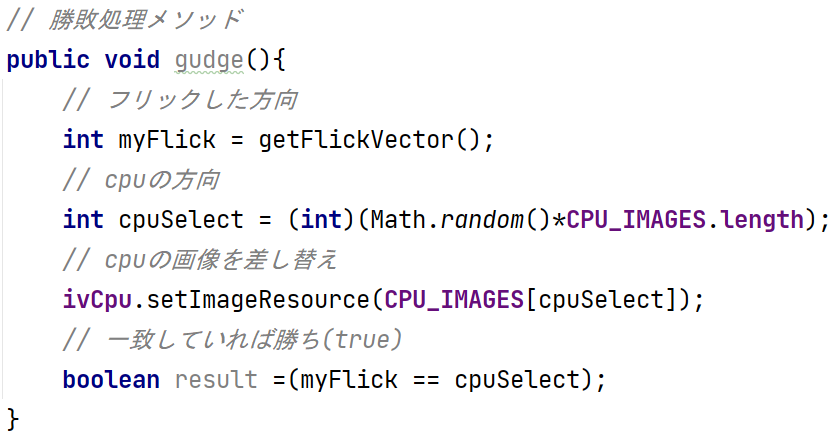 // 勝敗処理メソッド
public void gudge(){
// フリックした方向
int myFlick = getFlickVector();
// cpuの方向
int cpuSelect = (int)(Math.random()*CPU_IMAGES.length);
// cpuの画像を差し替え
ivCpu.setImageResource(CPU_IMAGES[cpuSelect]);
// 一致していれば勝ち(true)
boolean result =(myFlick == cpuSelect);
}